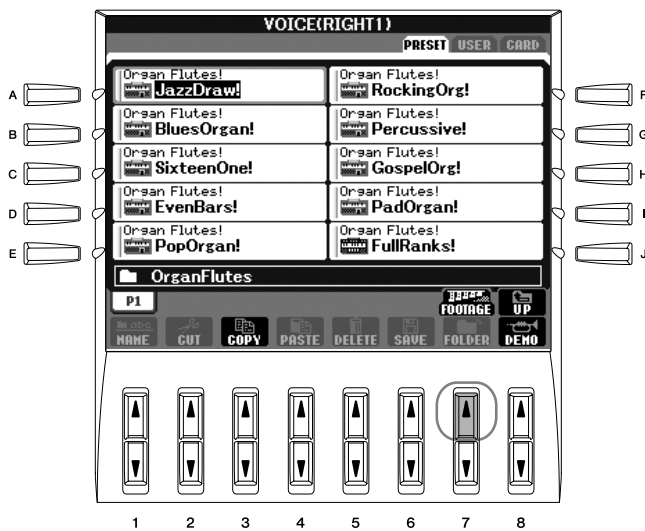 VOICE(RIGHT1)
PRESET USER CARD
A
Organ Flutes!
JazzDraw!
Organ Flutes!
RockingOrg!
F
B
Organ Flutes!
BluesOrgan!
Organ Flutes!
Percussive!
G
C
Organ Flutes!
SixteenOne!
Organ Flutes!
GospelOrg!
H
D
Organ Flutes!
EvenBars!
Organ Flutes!
PadOrgan!
I
E
Organ Flutes!
PopOrgan!
Organ Flutes!
FullRanks!
J
OrganFlutes
P1
FOOTAGE
UP
abc
NAME CUT COPY PASTE DELETE SAVE FOLDER DEMO
1 2 3 4 5 6 7 8